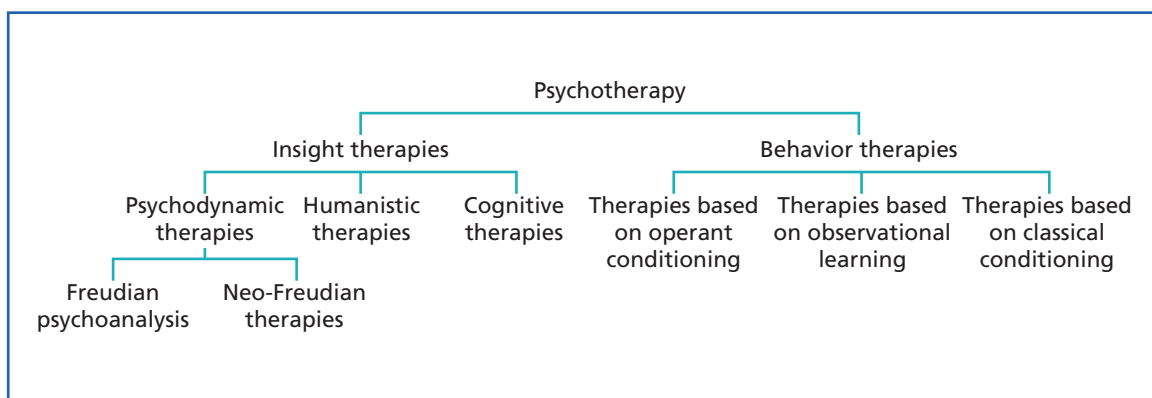 Psychotherapy
Insight therapies
Behavior therapies
Psychodynamic
therapies
Humanistic
therapies
Cognitive
therapies
Therapies based
on operant
conditioning
Therapies based
on observational
learning
Therapies based
on classical
conditioning
Freudian
psychoanalysis
Neo-Freudian
therapies